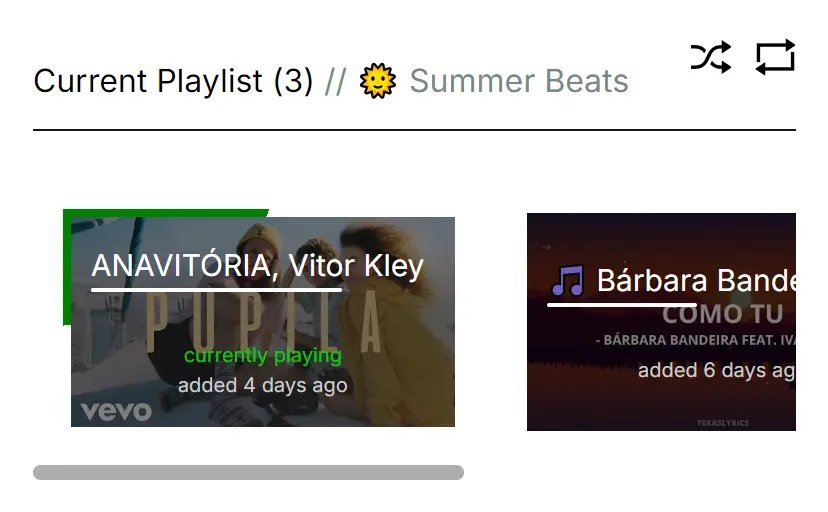 Current Playlist (3) // 🌞 Summer Beats
ANAVITÓRIA, Vitor Kley
PUPILA
currently playing
added 4 days ago
vevo
🎵 Bárbara Bande
COMO TU
- BÁRBARA BANDEIRA FEAT. IVA
added 6 days ag
TEXASLYRICS